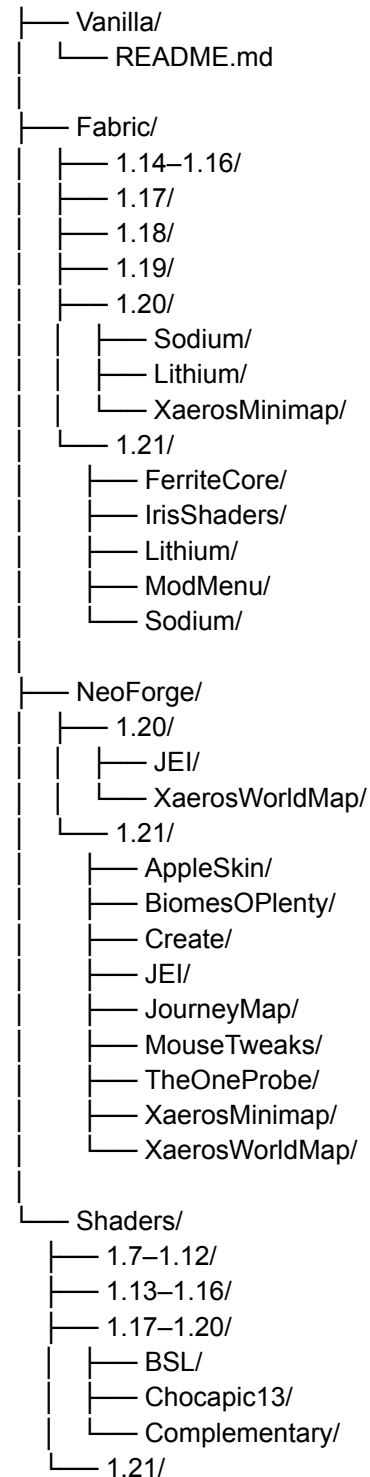 ├── Vanilla/
│   └── README.md
│
├── Fabric/
│   ├── 1.14–1.16/
│   ├── 1.17/
│   ├── 1.18/
│   ├── 1.19/
│   ├── 1.20/
│   │   ├── Sodium/
│   │   ├── Lithium/
│   │   └── XaerosMinimap/
│   └── 1.21/
│       ├── FerriteCore/
│       ├── IrisShaders/
│       ├── Lithium/
│       ├── ModMenu/
│       └── Sodium/
│
├── NeoForge/
│   ├── 1.20/
│   │   ├── JEI/
│   │   └── XaerosWorldMap/
│   └── 1.21/
│       ├── AppleSkin/
│       ├── BiomesOPlenty/
│       ├── Create/
│       ├── JEI/
│       ├── JourneyMap/
│       ├── MouseTweaks/
│       ├── TheOneProbe/
│       ├── XaerosMinimap/
│       └── XaerosWorldMap/
│
└── Shaders/
    ├── 1.7–1.12/
    ├── 1.13–1.16/
    ├── 1.17–1.20/
    │   ├── BSL/
    │   ├── Chocapic13/
    │   └── Complementary/
    └── 1.21/